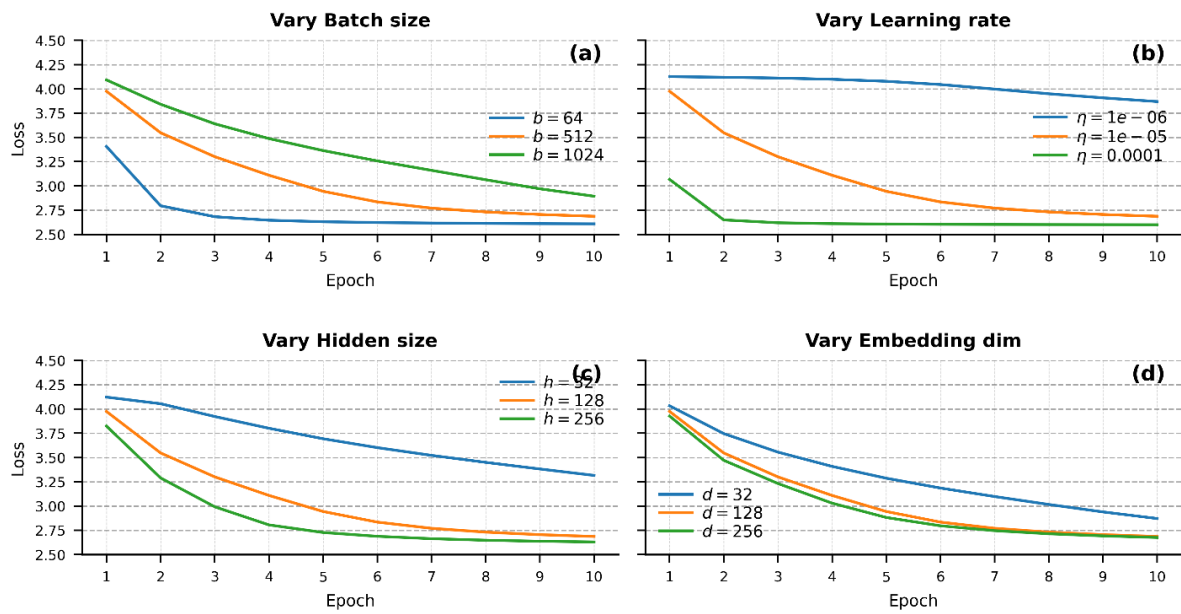 Vary Batch size
(a)
4.50
4.25
4.00
3.75
3.50
3.25
3.00
2.75
2.50
Loss
b = 64
b = 512
b = 1024
1 2 3 4 5 6 7 8 9 10
Epoch
Vary Learning rate
(b)
η = 1e − 06
η = 1e − 05
η = 0.0001
1 2 3 4 5 6 7 8 9 10
Epoch
Vary Hidden size
(c)
4.50
4.25
4.00
3.75
3.50
3.25
3.00
2.75
2.50
Loss
h = 32
h = 128
h = 256
1 2 3 4 5 6 7 8 9 10
Epoch
Vary Embedding dim
(d)
d = 32
d = 128
d = 256
1 2 3 4 5 6 7 8 9 10
Epoch